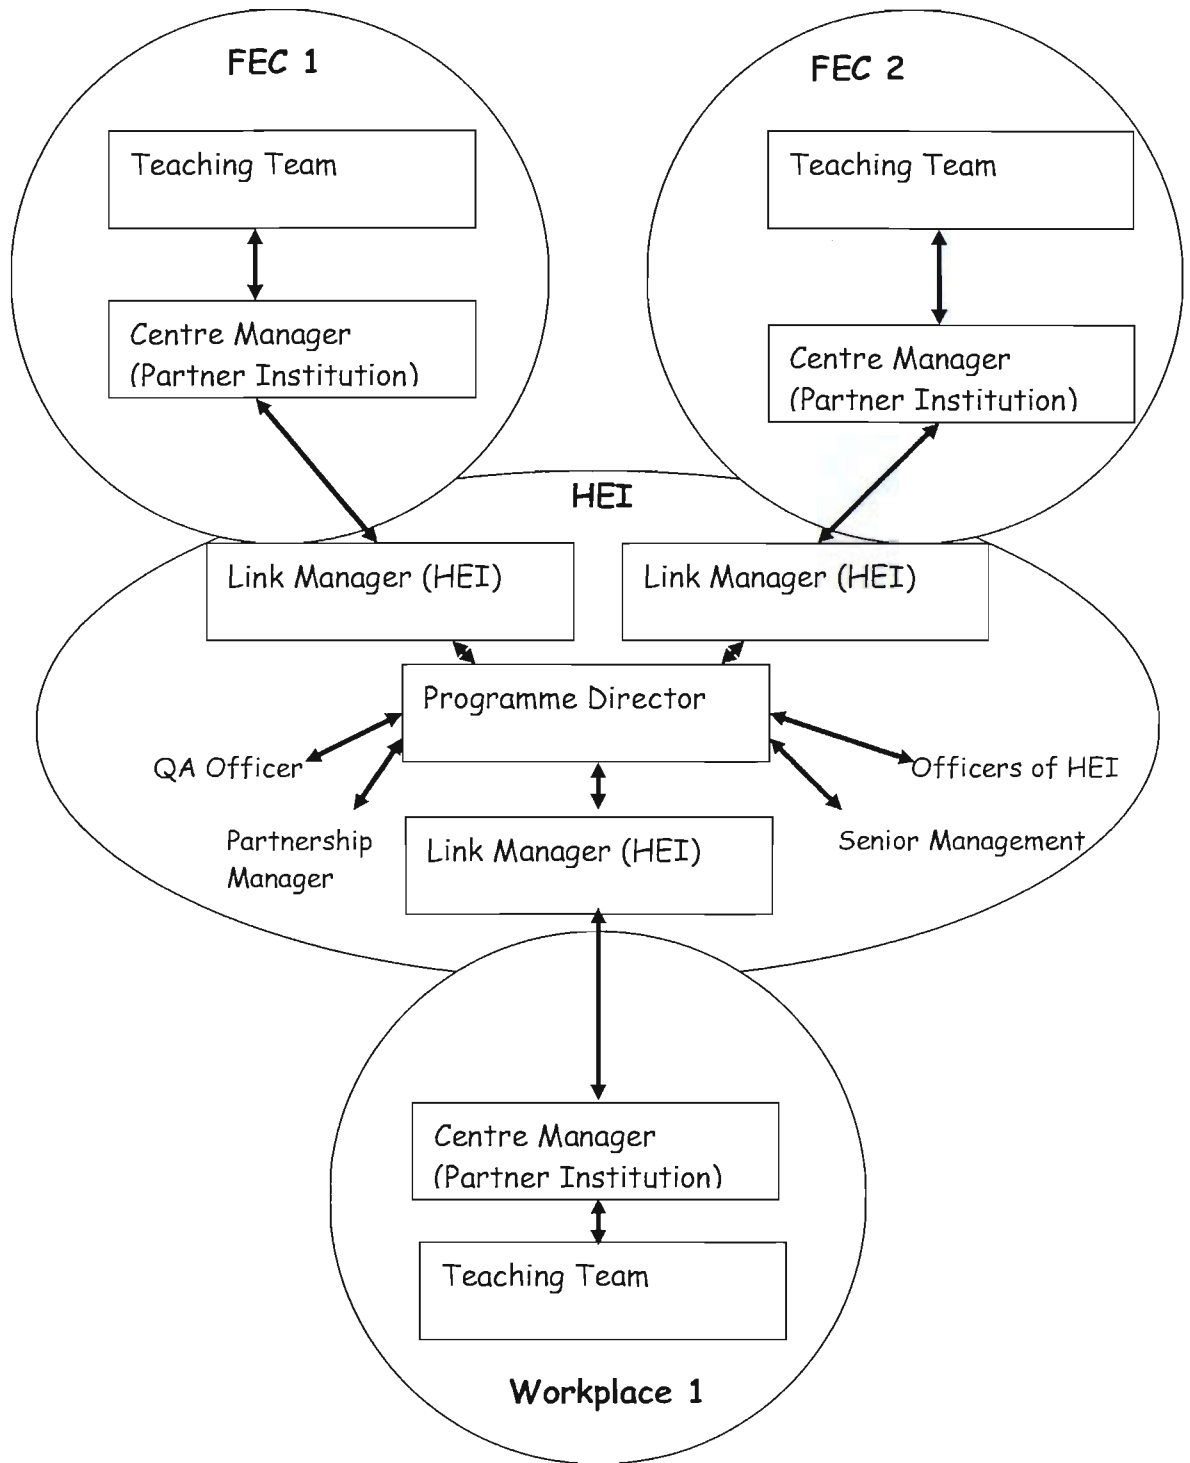 FEC 1
Teaching Team
Centre Manager
(Partner Institution)
FEC 2
Teaching Team
Centre Manager
(Partner Institution)
HEI
Link Manager (HEI)
Link Manager (HEI)
Programme Director
QA Officer
Partnership
Manager
Officers of HEI
Senior Management
Link Manager (HEI)
Centre Manager
(Partner Institution)
Teaching Team
Workplace 1